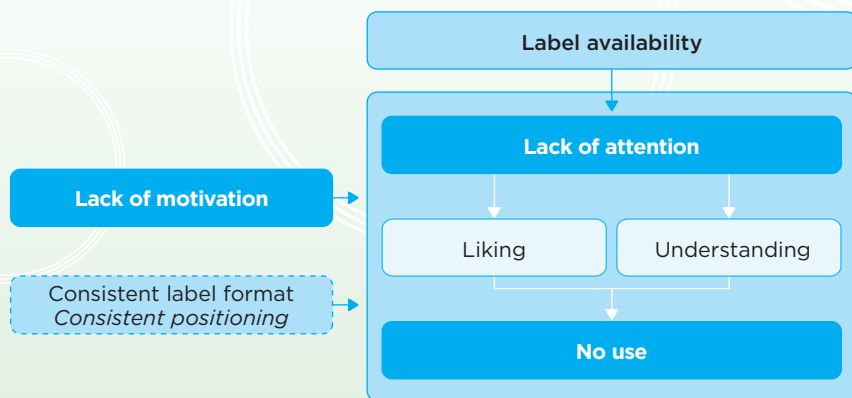 Label availability
Lack of attention
Lack of motivation
Liking
Understanding
Consistent label format
Consistent positioning
No use